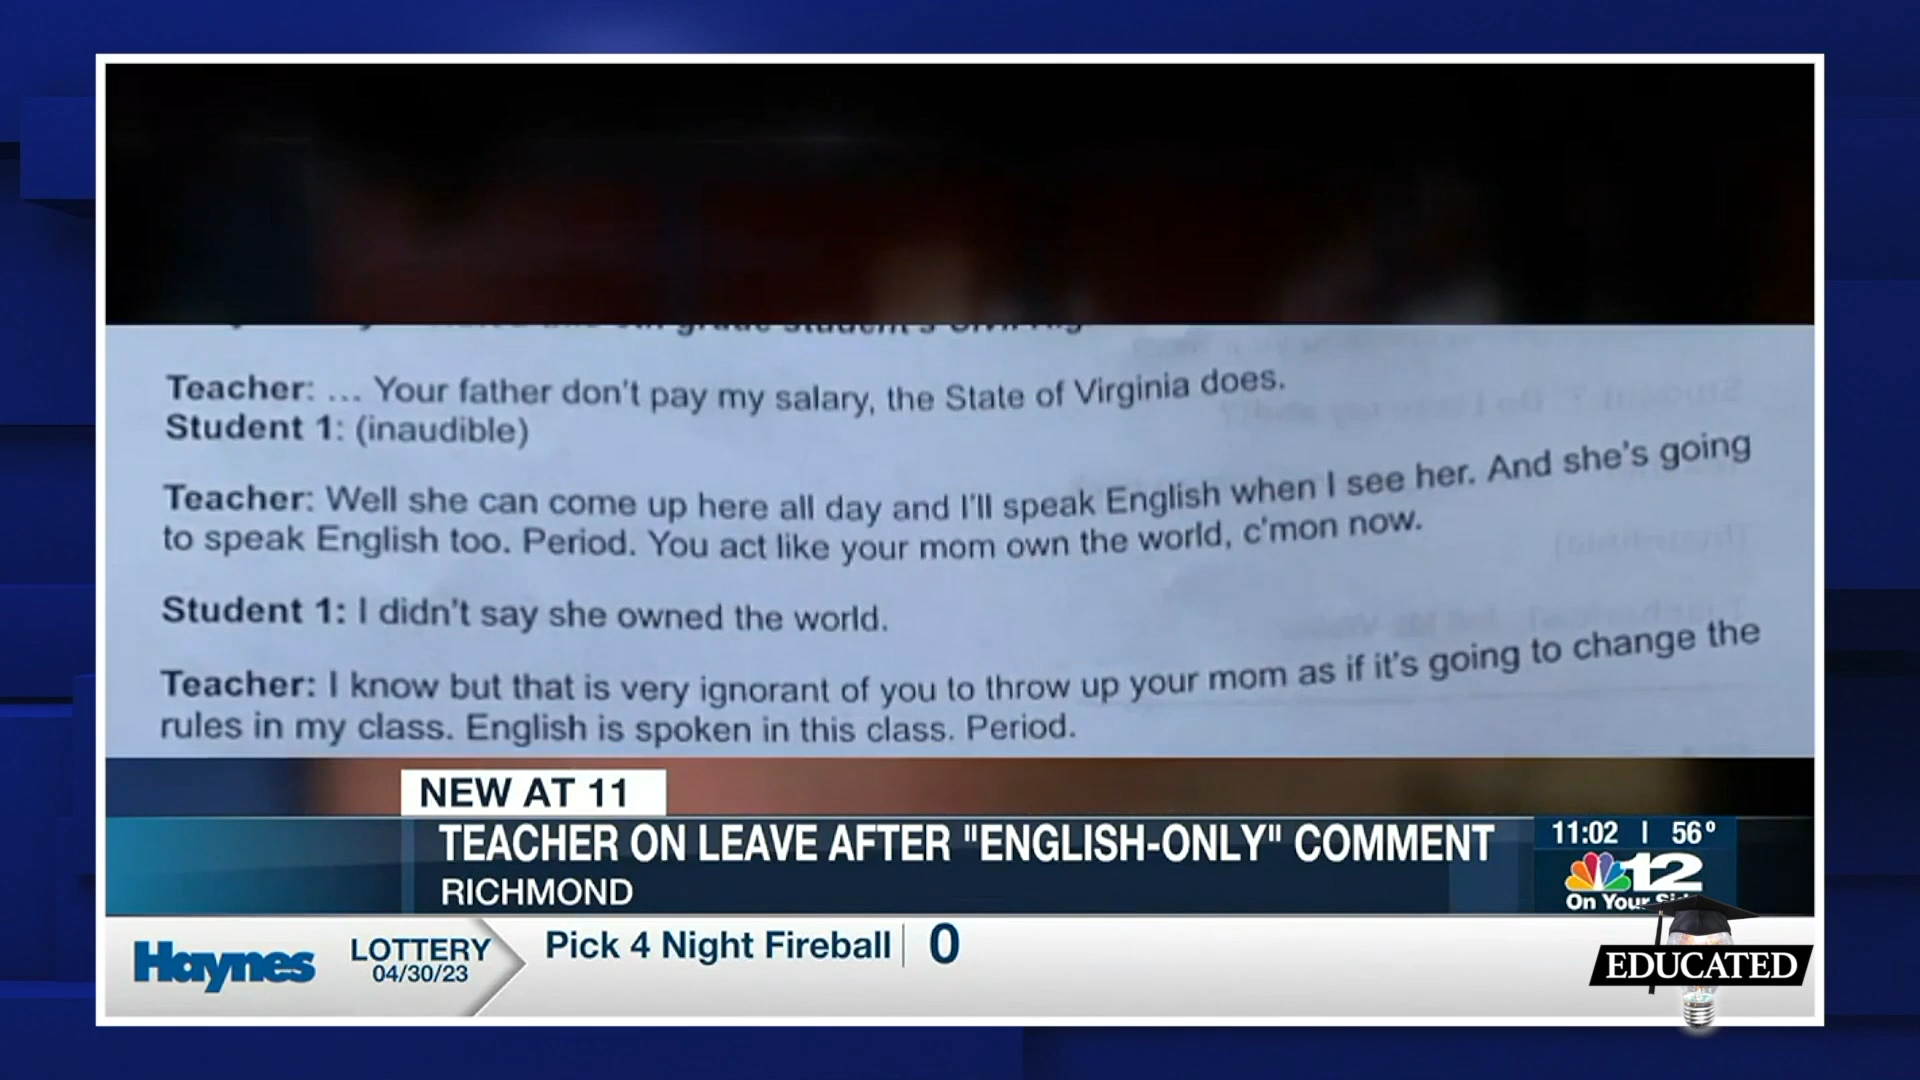 grade student's Civil Rig
Teacher: ... Your father don't pay my salary, the State of Virginia does.
Student 1: (inaudible)
Teacher: Well she can come up here all day and I'll speak English when I see her. And she's going
to speak English too. Period. You act like your mom own the world, c'mon now.
Student 1: I didn't say she owned the world.
Teacher: I know but that is very ignorant of you to throw up your mom as if it's going to change the
rules in my class. English is spoken in this class. Period.
NEW AT 11
TEACHER ON LEAVE AFTER "ENGLISH-ONLY" COMMENT
RICHMOND
11:02 | 56°
12
On Your
Haynes
LOTTERY
04/30/23
Pick 4 Night Fireball | 0
EDUCATED